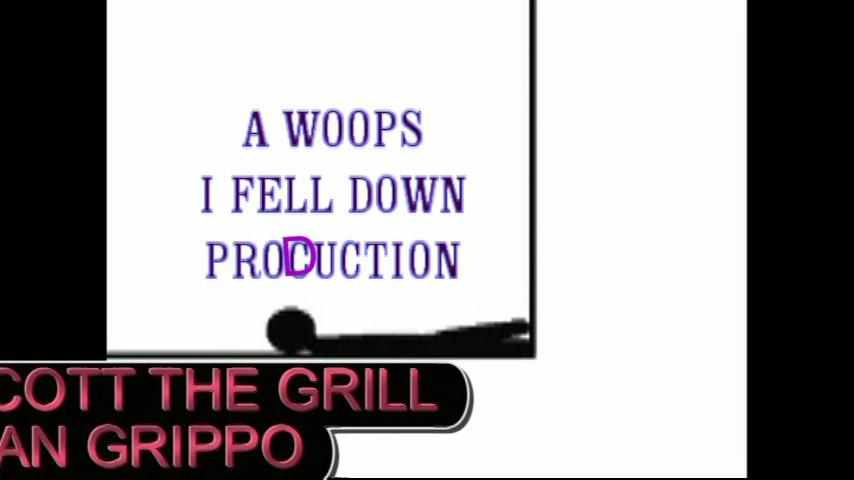 A WOOPS
I FELL DOWN
PRODUCTION
COTT THE GRILL
AN GRIPPO